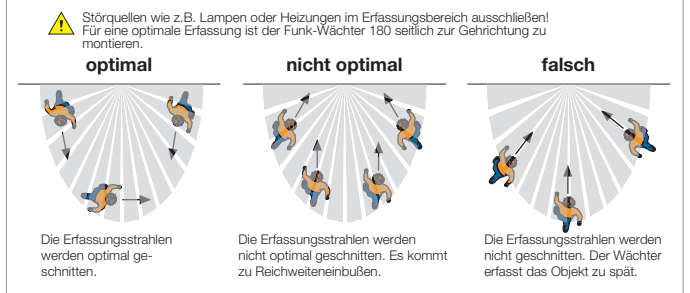 Störquellen wie z.B. Lampen oder Heizungen im Erfassungsbereich ausschließen!
Für eine optimale Erfassung ist der Funk-Wächter 180 seitlich zur Gehrichtung zu
montieren.
optimal
nicht optimal
falsch
Die Erfassungsstrahlen
werden optimal ge-
schnitten.
Die Erfassungsstrahlen werden
nicht optimal geschnitten. Es kommt
zu Reichweiteneinbußen.
Die Erfassungsstrahlen werden
nicht geschnitten. Der Wächter
erfasst das Objekt zu spät.